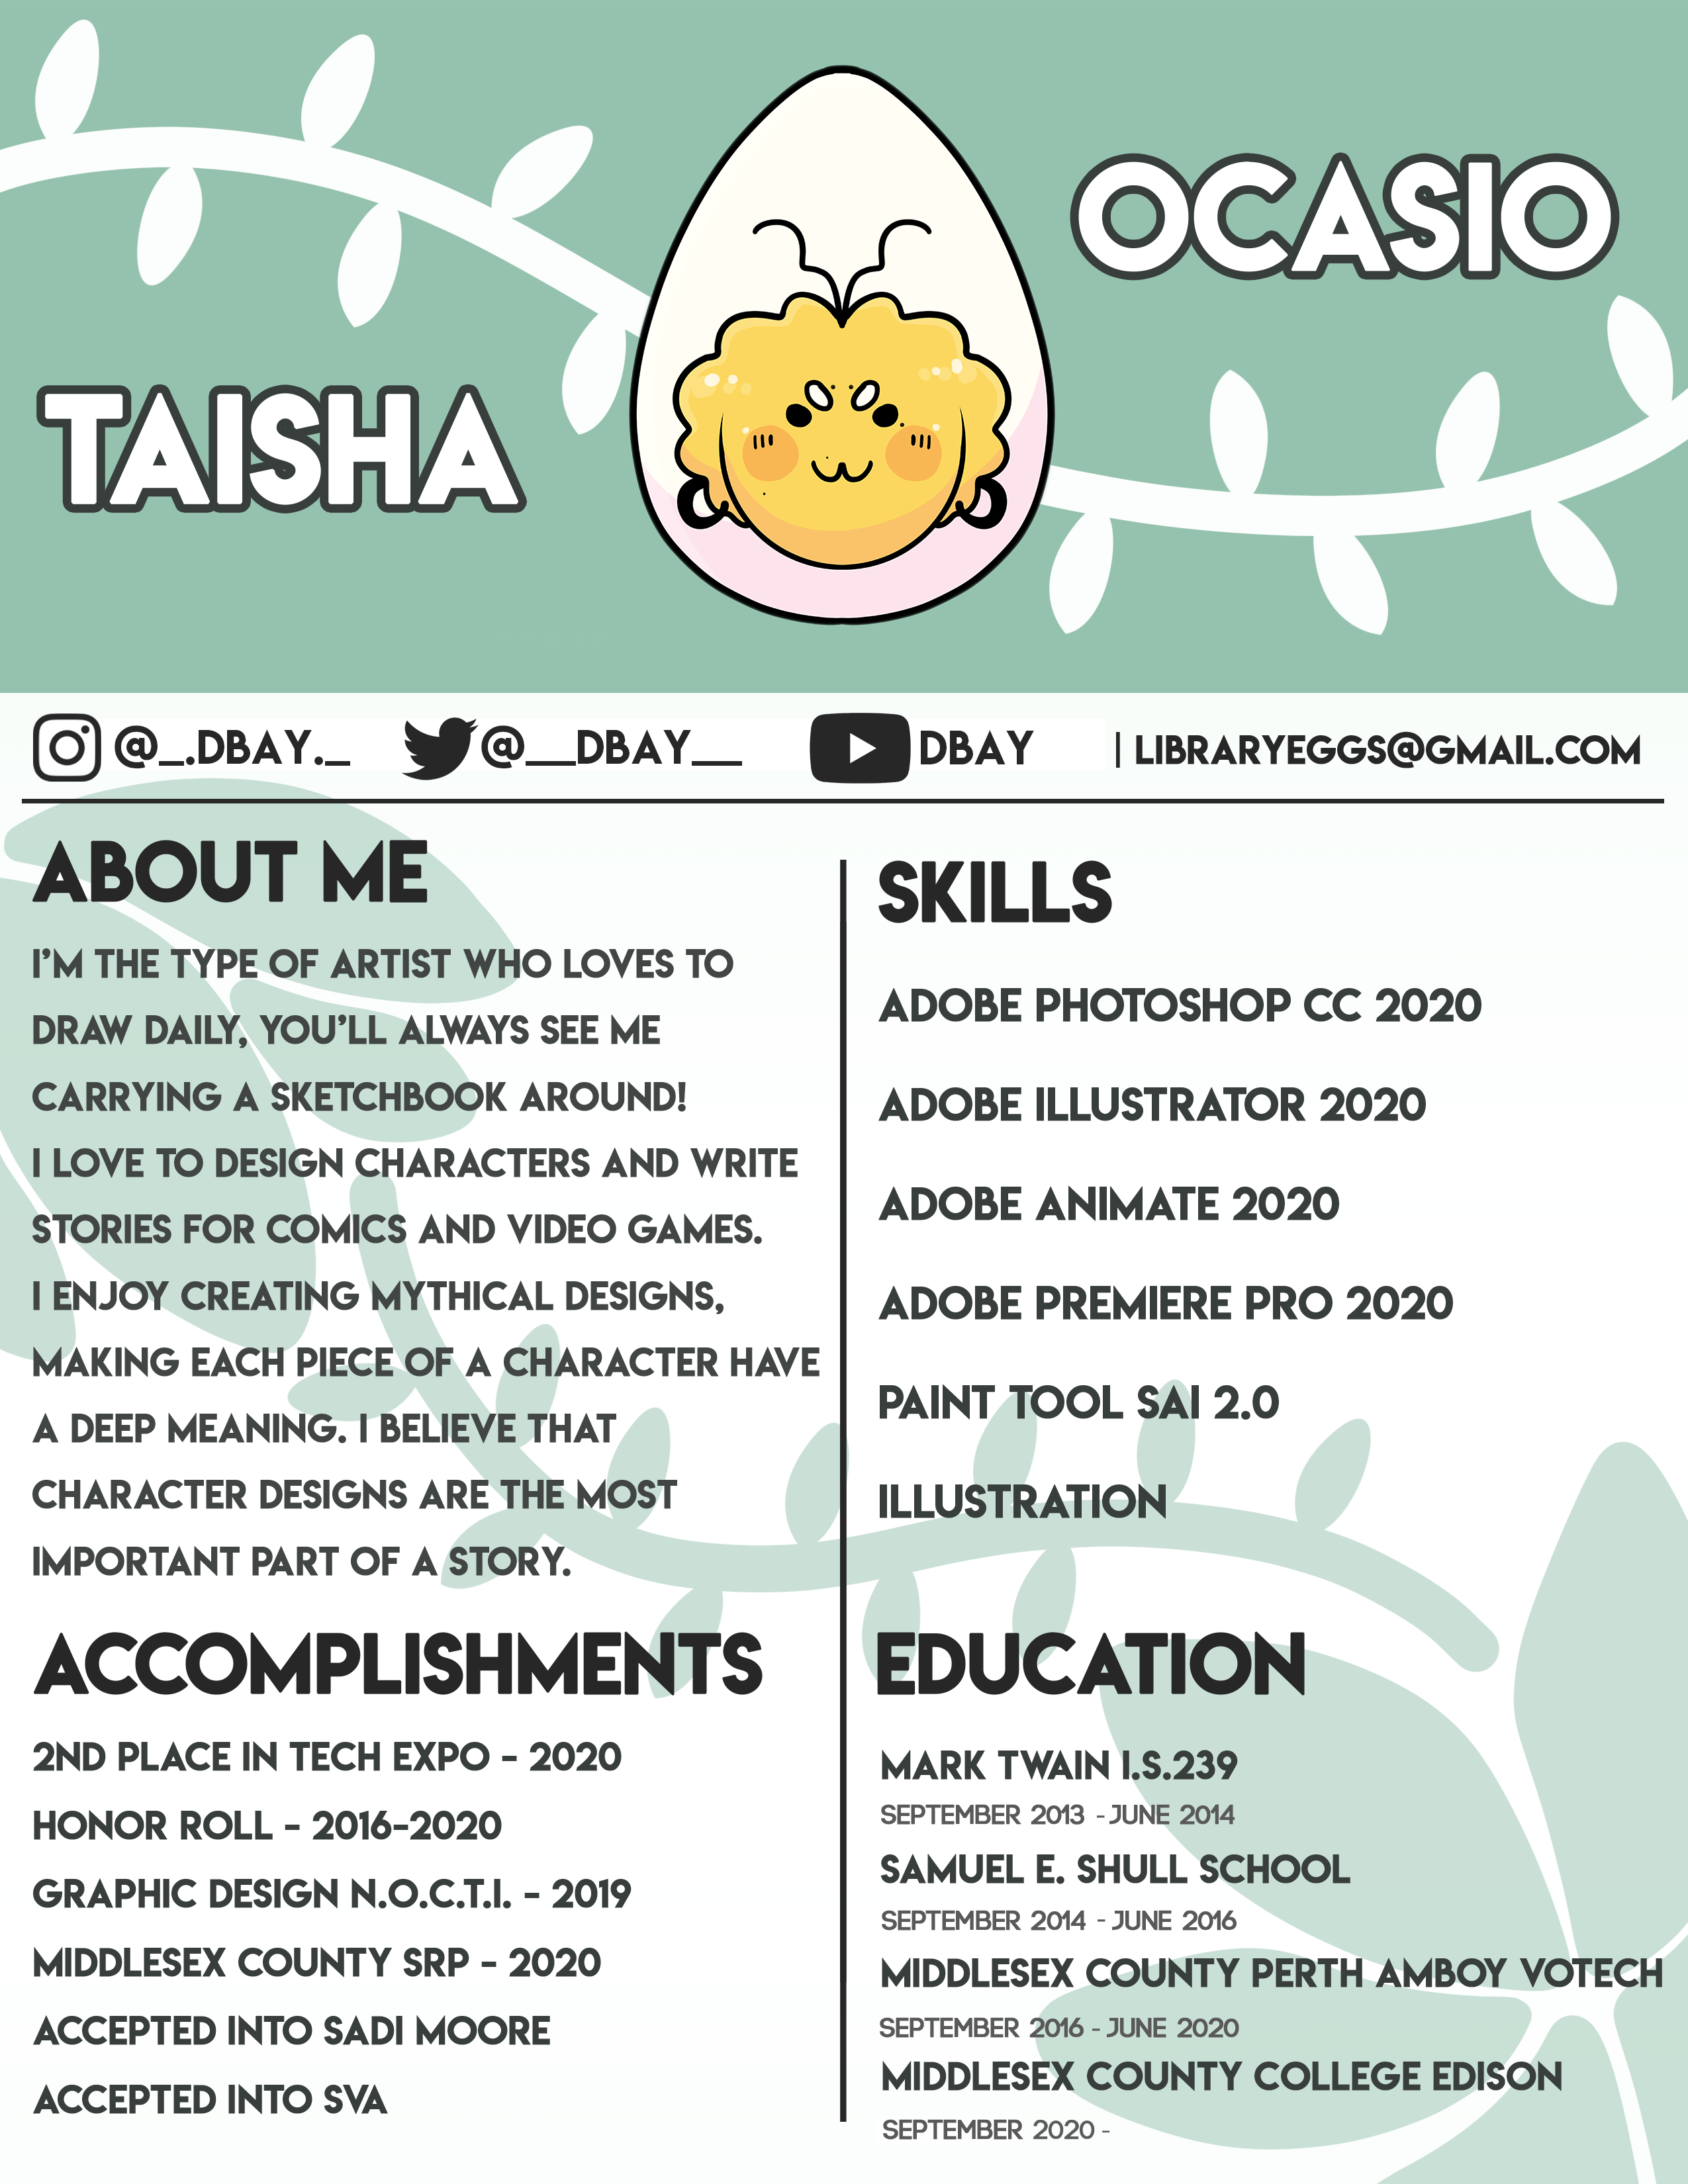 TAISHA
OCASIO
@_.DBAY._
@__DBAY__
DBAY
| LIBRARYEGGS@GMAIL.COM
ABOUT ME
I'M THE TYPE OF ARTIST WHO LOVES TO
DRAW DAILY, YOU'LL ALWAYS SEE ME
CARRYING A SKETCHBOOK AROUND!
I LOVE TO DESIGN CHARACTERS AND WRITE
STORIES FOR COMICS AND VIDEO GAMES.
I ENJOY CREATING MYTHICAL DESIGNS,
MAKING EACH PIECE OF A CHARACTER HAVE
A DEEP MEANING. I BELIEVE THAT
CHARACTER DESIGNS ARE THE MOST
IMPORTANT PART OF A STORY.
ACCOMPLISHMENTS
2ND PLACE IN TECH EXPO - 2020
HONOR ROLL - 2016-2020
GRAPHIC DESIGN N.O.C.T.I. - 2019
MIDDLESEX COUNTY SRP - 2020
ACCEPTED INTO SADI MOORE
ACCEPTED INTO SVA
SKILLS
ADOBE PHOTOSHOP CC 2020
ADOBE ILLUSTRATOR 2020
ADOBE ANIMATE 2020
ADOBE PREMIERE PRO 2020
PAINT TOOL SAI 2.0
ILLUSTRATION
EDUCATION
MARK TWAIN I.S.239
SEPTEMBER 2013 - JUNE 2014
SAMUEL E. SHULL SCHOOL
SEPTEMBER 2014 - JUNE 2016
MIDDLESEX COUNTY PERTH AMBOY VOTECH
SEPTEMBER 2016 - JUNE 2020
MIDDLESEX COUNTY COLLEGE EDISON
SEPTEMBER 2020 -